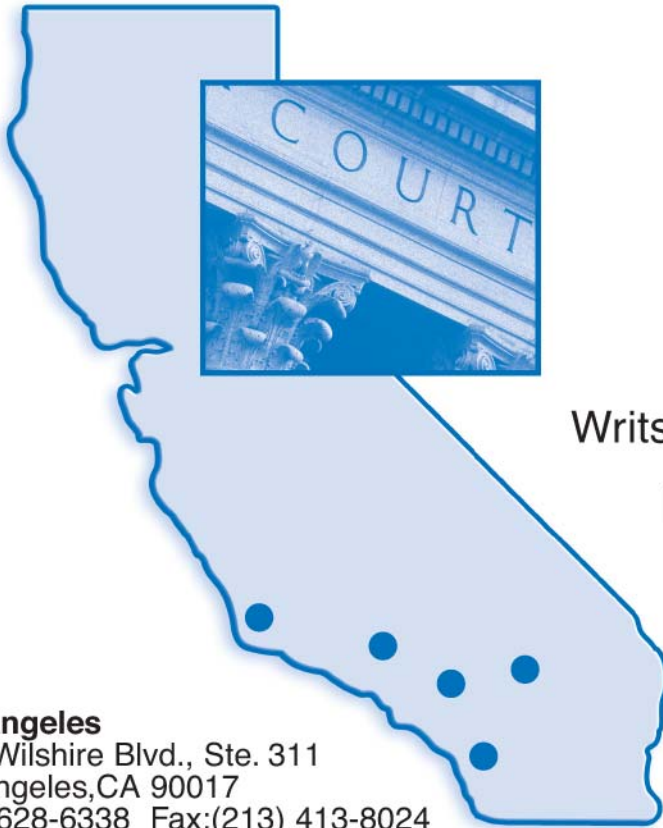 COURT
Writs
ngeles
Wilshire Blvd., Ste. 311
ngeles,CA 90017
628-6338 Fax:(213) 413-8024